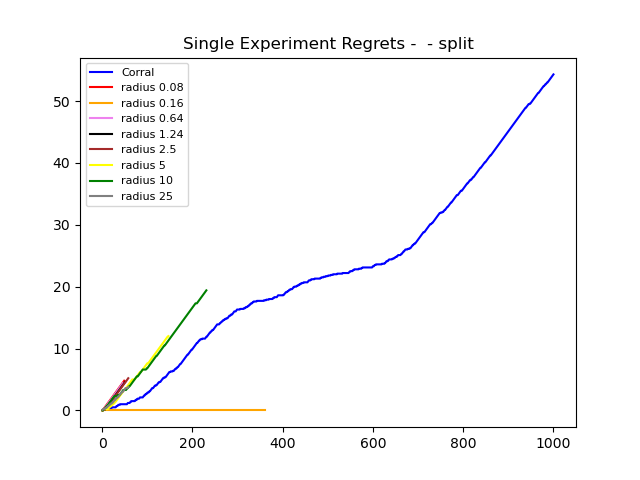 Single Experiment Regrets -  - split
Corral
radius 0.08
radius 0.16
radius 0.64
radius 1.24
radius 2.5
radius 5
radius 10
radius 25
50
40
30
20
10
0
0 200 400 600 800 1000